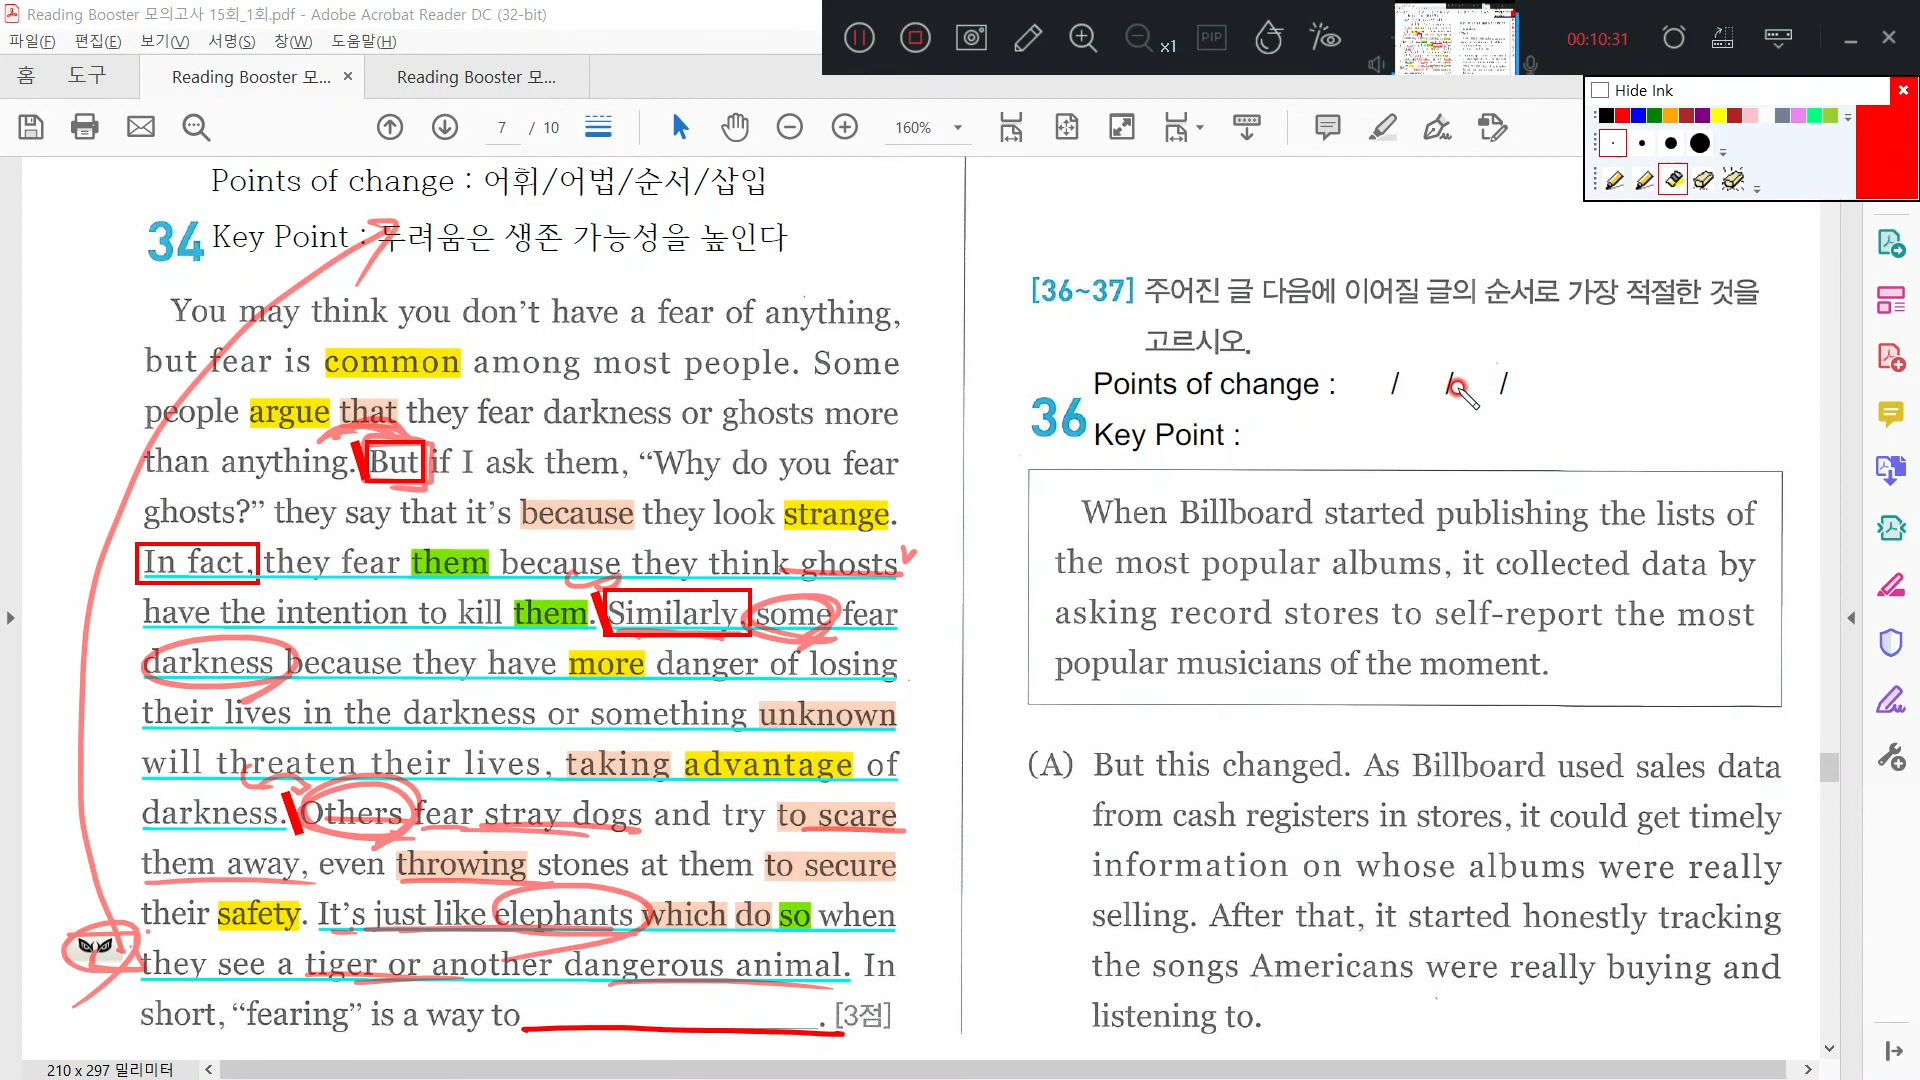 Reading Booster 모의고사 15회_1회.pdf - Adobe Acrobat Reader DC (32-bit)
파일(F) 편집(E) 보기(V) 서명(S) 창(W) 도움말(H)
홈 도구 Reading Booster 모... × Reading Booster 모...
7 / 10 160%
x1 PIP 00:10:31
Hide Ink
Points of change : 어휘/어법/순서/삽입
34 Key Point : 두려움은 생존 가능성을 높인다
You may think you don't have a fear of anything,
but fear is common among most people. Some
people argue that they fear darkness or ghosts more
than anything. But if I ask them, “Why do you fear
ghosts?” they say that it's because they look strange.
In fact, they fear them because they think ghosts
have the intention to kill them. Similarly, some fear
darkness because they have more danger of losing
their lives in the darkness or something unknown
will threaten their lives, taking advantage of
darkness. Others fear stray dogs and try to scare
them away, even throwing stones at them to secure
their safety. It's just like elephants which do so when
they see a tiger or another dangerous animal. In
short, “fearing” is a way to ______. [3점]
[36~37] 주어진 글 다음에 이어질 글의 순서로 가장 적절한 것을
고르시오.
Points of change : / / /
36 Key Point :
When Billboard started publishing the lists of
the most popular albums, it collected data by
asking record stores to self-report the most
popular musicians of the moment.
(A) But this changed. As Billboard used sales data
from cash registers in stores, it could get timely
information on whose albums were really
selling. After that, it started honestly tracking
the songs Americans were really buying and
listening to.
210 x 297 밀리미터